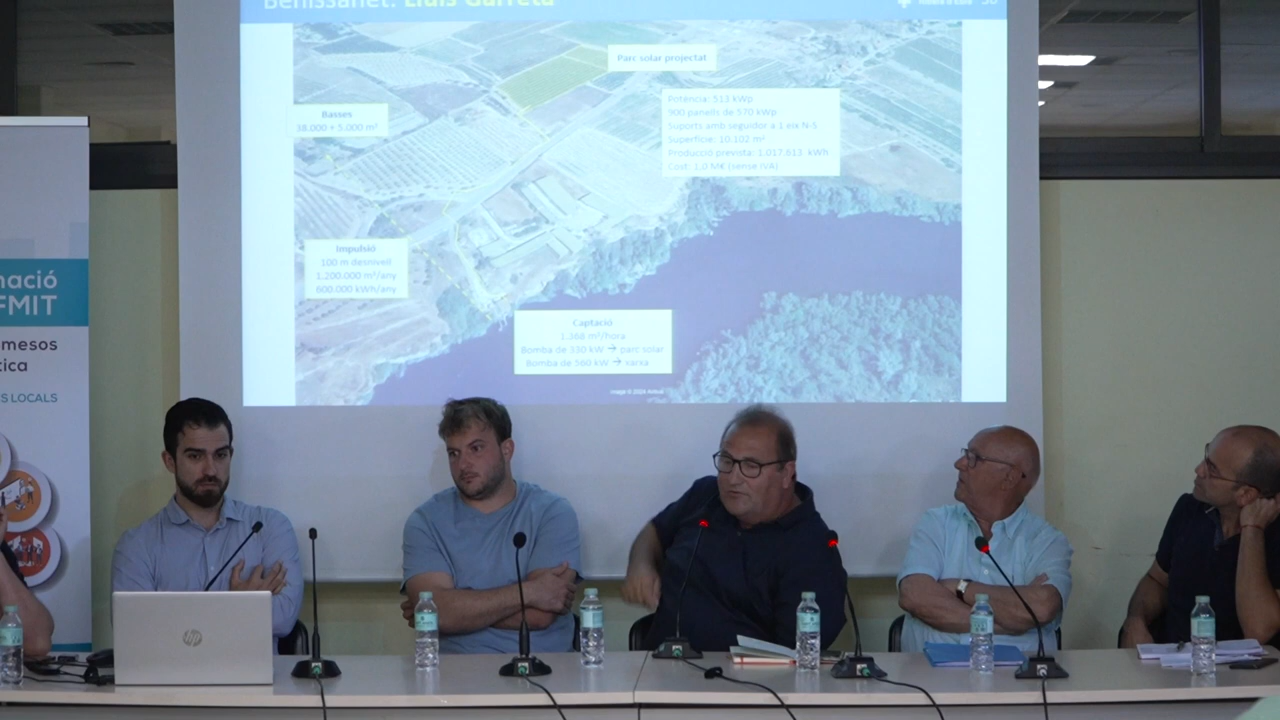 Benissanet: Lluís Garreta
30
Parc solar projectat
Potència: 513 kWp
900 panells de 570 kWp
Suports amb seguidor a 1 eix N-S
Superfície: 10.102 m²
Producció prevista: 1.017.613 kWh
Cost: 1,0 M€ (sense IVA)
Basses
38.000 + 5.000 m³
Impulsió
100 m desnivell
1.200.000 m³/any
600.000 kWh/any
Captació
1.368 m³/hora
Bomba de 330 kW → parc solar
Bomba de 560 kW → xarxa
mació
FMIT
mesos
tica
S LOCALS
hp